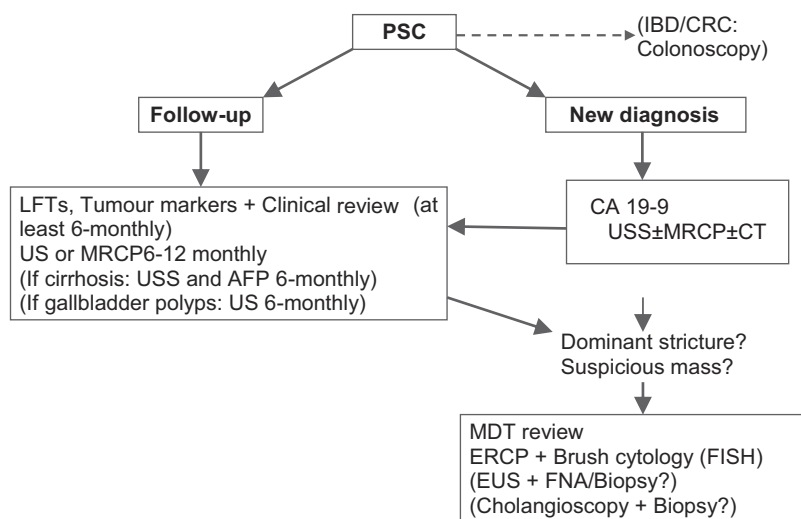 PSC
(IBD/CRC:
Colonoscopy)
Follow-up
New diagnosis
LFTs, Tumour markers + Clinical review (at
least 6-monthly)
US or MRCP6-12 monthly
(If cirrhosis: USS and AFP 6-monthly)
(If gallbladder polyps: US 6-monthly)
CA 19-9
USS±MRCP±CT
Dominant stricture?
Suspicious mass?
MDT review
ERCP + Brush cytology (FISH)
(EUS + FNA/Biopsy?)
(Cholangioscopy + Biopsy?)